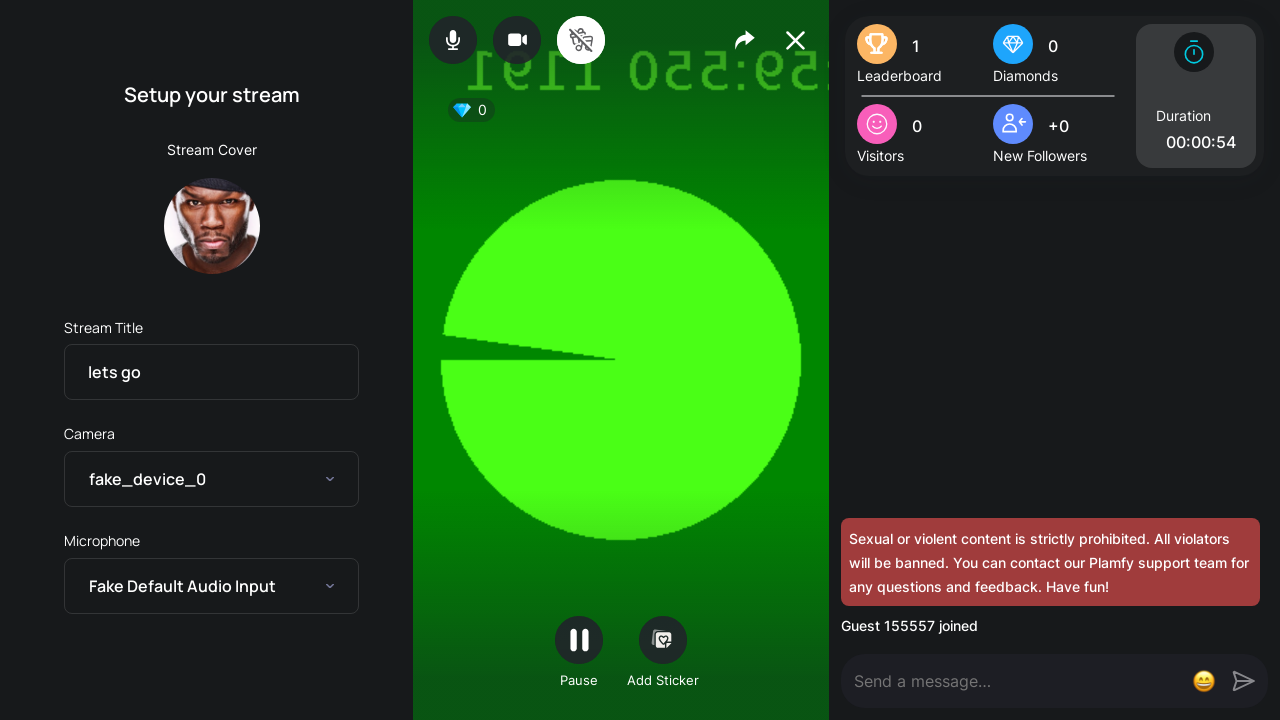 Setup your stream
Stream Cover
Stream Title
lets go
Camera
fake_device_0
Microphone
Fake Default Audio Input
59:550 1191
0
Pause
Add Sticker
1
Leaderboard
0
Diamonds
0
Visitors
+0
New Followers
Duration
00:00:54
Sexual or violent content is strictly prohibited. All violators
will be banned. You can contact our Plamfy support team for
any questions and feedback. Have fun!
Guest 155557 joined
Send a message...